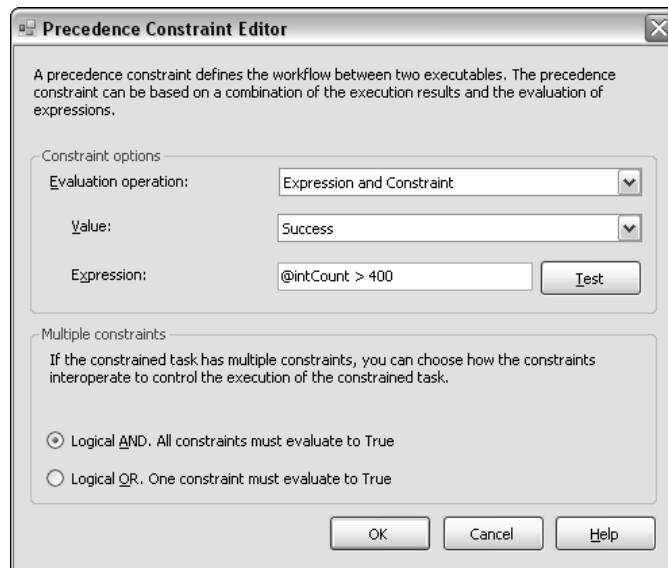 Precedence Constraint Editor
A precedence constraint defines the workflow between two executables. The precedence
constraint can be based on a combination of the execution results and the evaluation of
expressions.
Constraint options
Evaluation operation: Expression and Constraint
Value: Success
Expression: @intCount > 400 Test
Multiple constraints
If the constrained task has multiple constraints, you can choose how the constraints
interoperate to control the execution of the constrained task.
Logical AND. All constraints must evaluate to True
Logical OR. One constraint must evaluate to True
OK Cancel Help